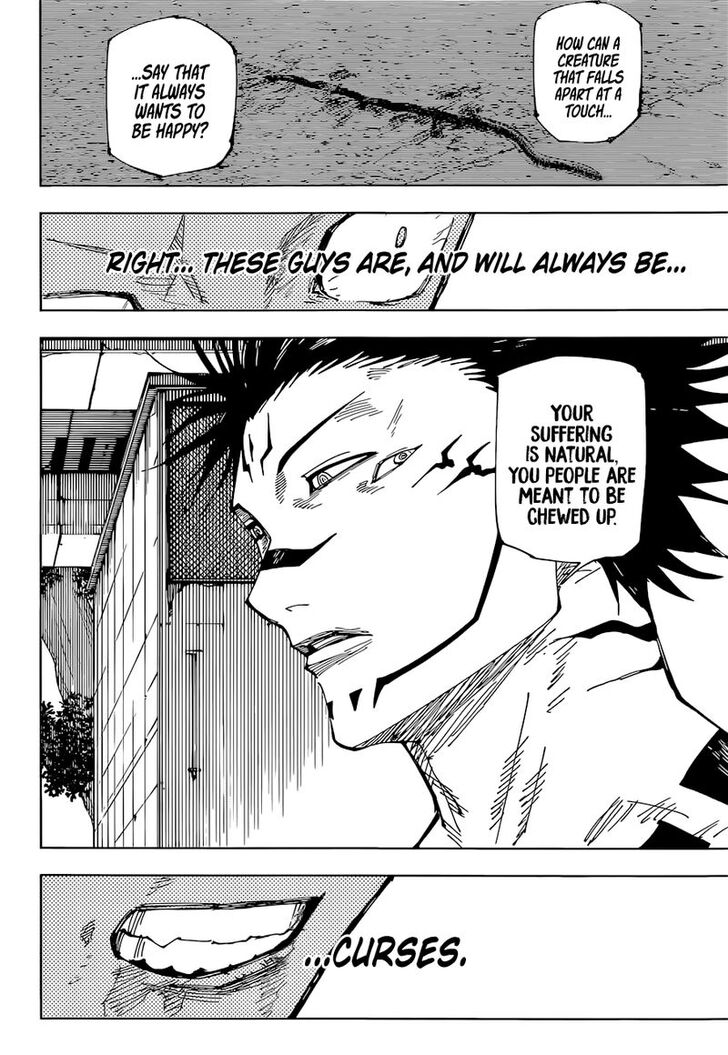 HOW CAN A
CREATURE
THAT FALLS
APART AT A
TOUCH...
...SAY THAT
IT ALWAYS
WANTS TO
BE HAPPY?
RIGHT... THESE GUYS ARE, AND WILL ALWAYS BE...
YOUR
SUFFERING
IS NATURAL.
YOU PEOPLE ARE
MEANT TO BE
CHEWED UP.
...CURSES.